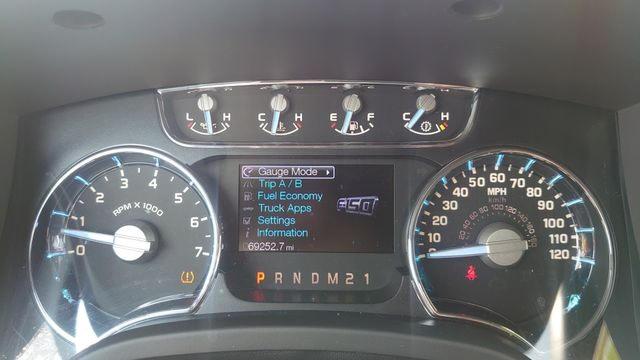 L H C H E F C H
Gauge Mode
Trip A / B
Fuel Economy
Truck Apps
Settings
Information
69252.7 mi
F150
P R N D M 2 1
0 1 2 3 4 5 6 7
RPM X 1000
0 10 20 30 40 50 60 70 80 90 100 110 120
MPH
km/h